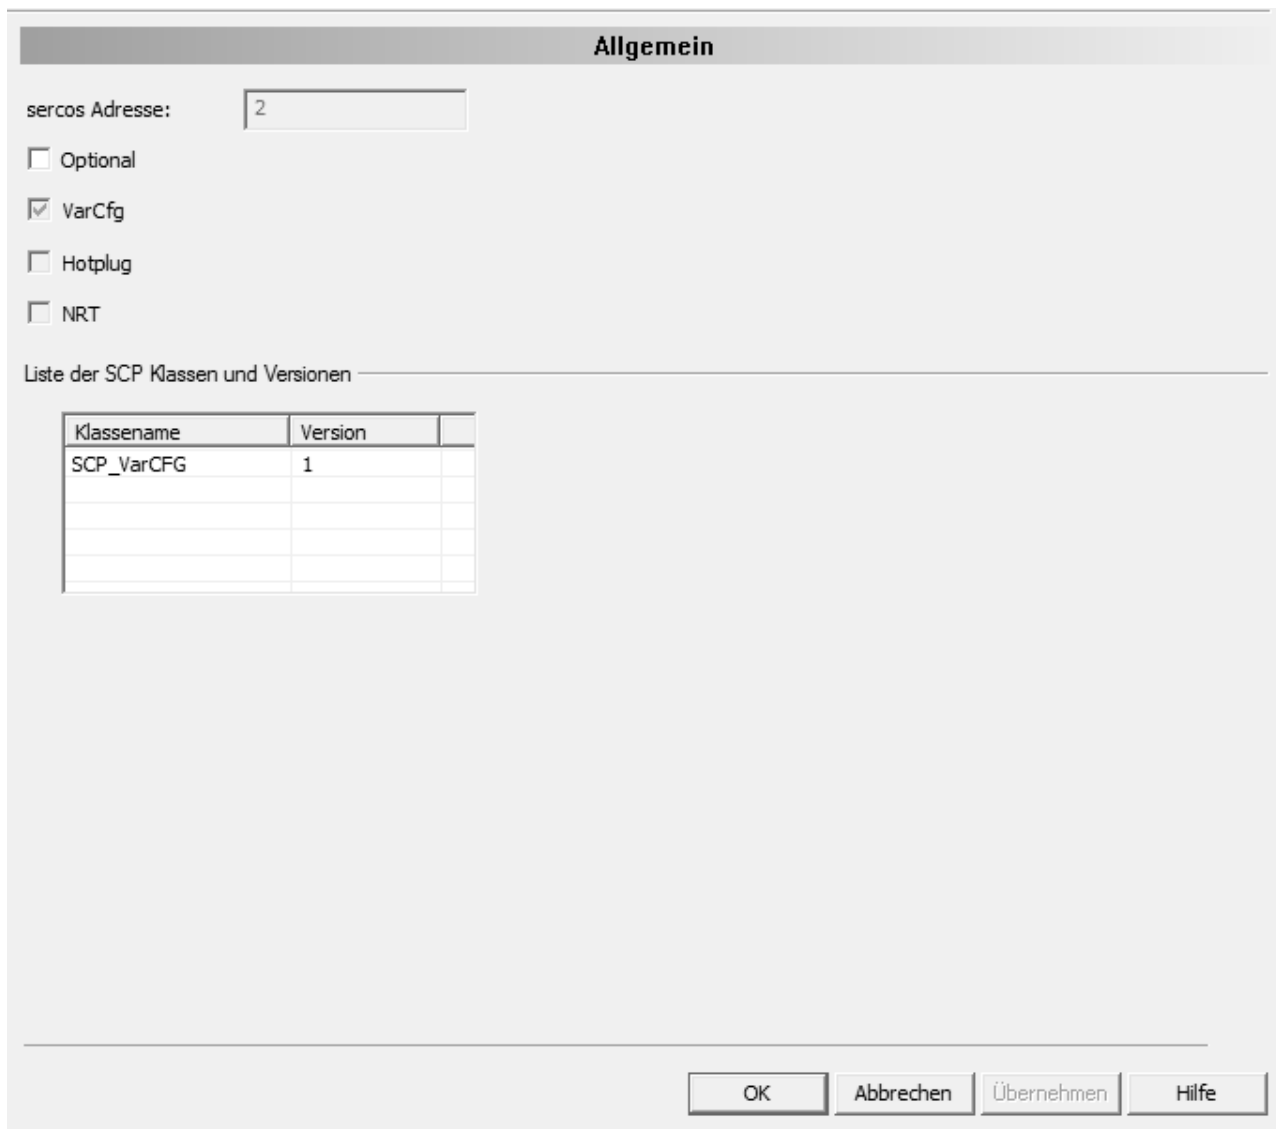 Allgemein
sercos Adresse: 2
Optional
VarCfg
Hotplug
NRT
Liste der SCP Klassen und Versionen
Klassename Version
SCP_VarCFG 1
OK Abbrechen Übernehmen Hilfe